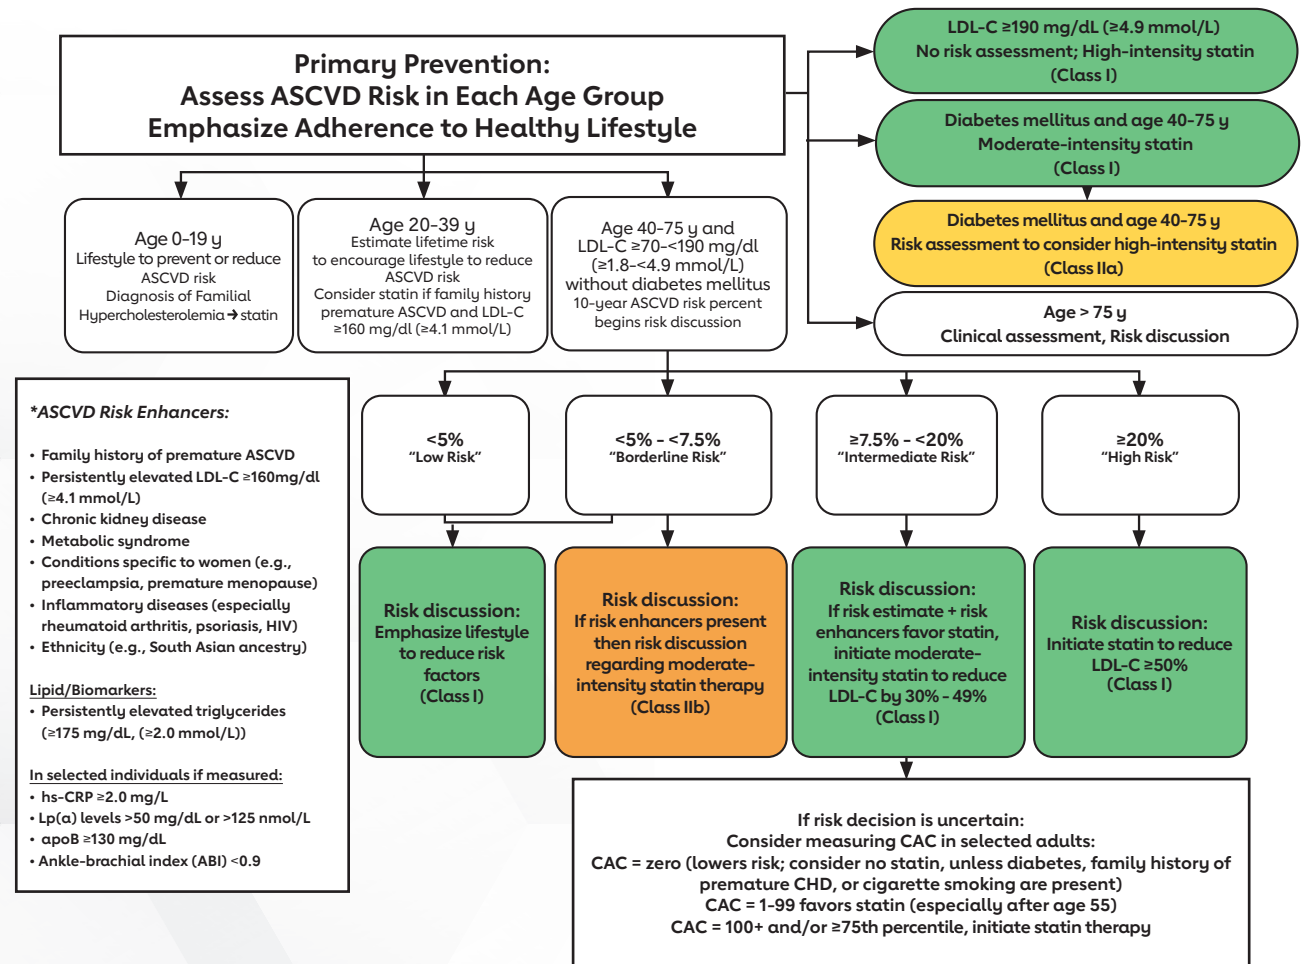 Primary Prevention:
Assess ASCVD Risk in Each Age Group
Emphasize Adherence to Healthy Lifestyle
LDL-C ≥190 mg/dL (≥4.9 mmol/L)
No risk assessment; High-intensity statin
(Class I)
Diabetes mellitus and age 40-75 y
Moderate-intensity statin
(Class I)
Diabetes mellitus and age 40-75 y
Risk assessment to consider high-intensity statin
(Class IIa)
Age > 75 y
Clinical assessment, Risk discussion
Age 0-19 y
Lifestyle to prevent or reduce
ASCVD risk
Diagnosis of Familial
Hypercholesterolemia → statin
Age 20-39 y
Estimate lifetime risk
to encourage lifestyle to reduce
ASCVD risk
Consider statin if family history
premature ASCVD and LDL-C
≥160 mg/dl (≥4.1 mmol/L)
Age 40-75 y and
LDL-C ≥70-<190 mg/dl
(≥1.8-<4.9 mmol/L)
without diabetes mellitus
10-year ASCVD risk percent
begins risk discussion
*ASCVD Risk Enhancers:
• Family history of premature ASCVD
• Persistently elevated LDL-C ≥160mg/dl
(≥4.1 mmol/L)
• Chronic kidney disease
• Metabolic syndrome
• Conditions specific to women (e.g.,
preeclampsia, premature menopause)
• Inflammatory diseases (especially
rheumatoid arthritis, psoriasis, HIV)
• Ethnicity (e.g., South Asian ancestry)
Lipid/Biomarkers:
• Persistently elevated triglycerides
(≥175 mg/dL, (≥2.0 mmol/L))
In selected individuals if measured:
• hs-CRP ≥2.0 mg/L
• Lp(a) levels >50 mg/dL or >125 nmol/L
• apoB ≥130 mg/dL
• Ankle-brachial index (ABI) <0.9
<5%
"Low Risk"
<5% - <7.5%
"Borderline Risk"
≥7.5% - <20%
"Intermediate Risk"
≥20%
"High Risk"
Risk discussion:
Emphasize lifestyle
to reduce risk
factors
(Class I)
Risk discussion:
If risk enhancers present
then risk discussion
regarding moderate-
intensity statin therapy
(Class IIb)
Risk discussion:
If risk estimate + risk
enhancers favor statin,
initiate moderate-
intensity statin to reduce
LDL-C by 30% - 49%
(Class I)
Risk discussion:
Initiate statin to reduce
LDL-C ≥50%
(Class I)
If risk decision is uncertain:
Consider measuring CAC in selected adults:
CAC = zero (lowers risk; consider no statin, unless diabetes, family history of
premature CHD, or cigarette smoking are present)
CAC = 1-99 favors statin (especially after age 55)
CAC = 100+ and/or ≥75th percentile, initiate statin therapy